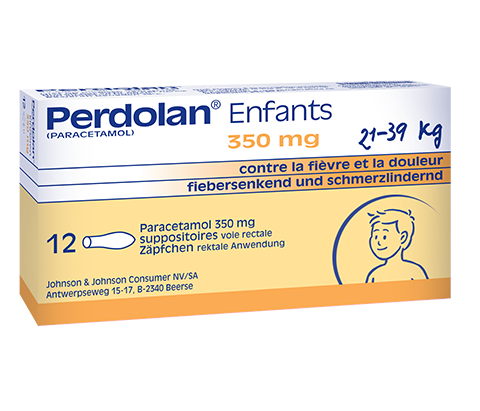 Perdolan® Enfants
(PARACETAMOL)
350 mg
21-39 Kg
contre la fièvre et la douleur
fiebersenkend und schmerzlindernd
12
Paracetamol 350 mg
suppositoires voie rectale
Zäpfchen rektale Anwendung
Johnson & Johnson Consumer NV/SA
Antwerpseweg 15-17, B-2340 Beerse